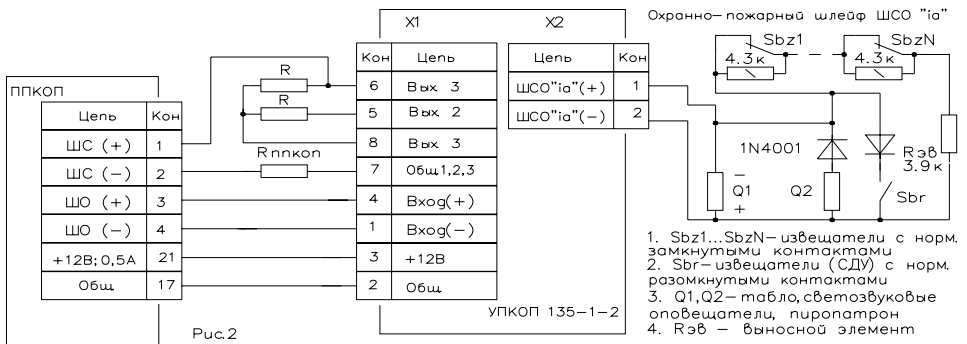 X1
X2
Охранно-пожарный шлейф ШСО "ia"
Sbz1
SbzN
4.3к
4.3к
ППКОП
Цепь Кон
ШС (+) 1
ШС (-) 2
ШО (+) 3
ШО (-) 4
+12В; 0,5А 21
Общ 17
R
R
Rппкоп
Кон Цепь
6 Вых 3
5 Вых 2
8 Вых 3
7 Общ1,2,3
4 Вход(+)
1 Вход(-)
3 +12В
2 Общ
Цепь Кон
ШСО"ia"(+) 1
ШСО"ia"(-) 2
1N4001
Rэв
3.9к
−
Q1
+
Q2
Sbr
УПКОП 135-1-2
Рис.2
1. Sbz1...SbzN-извещатели с норм.
замкнутыми контактами
2. Sbr-извещатели (СДУ) с норм.
разомкнутыми контактами
3. Q1,Q2- табло,светозвуковые
оповещатели, пиропатрон
4. Rэв - выносной элемент